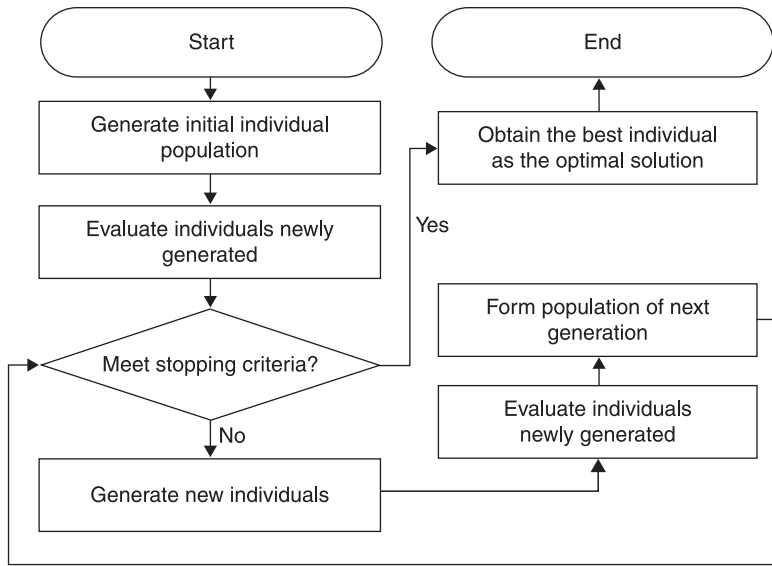 Start
Generate initial individual
population
Evaluate individuals newly
generated
Meet stopping criteria?
No
Generate new individuals
Yes
End
Obtain the best individual
as the optimal solution
Form population of next
generation
Evaluate individuals
newly generated